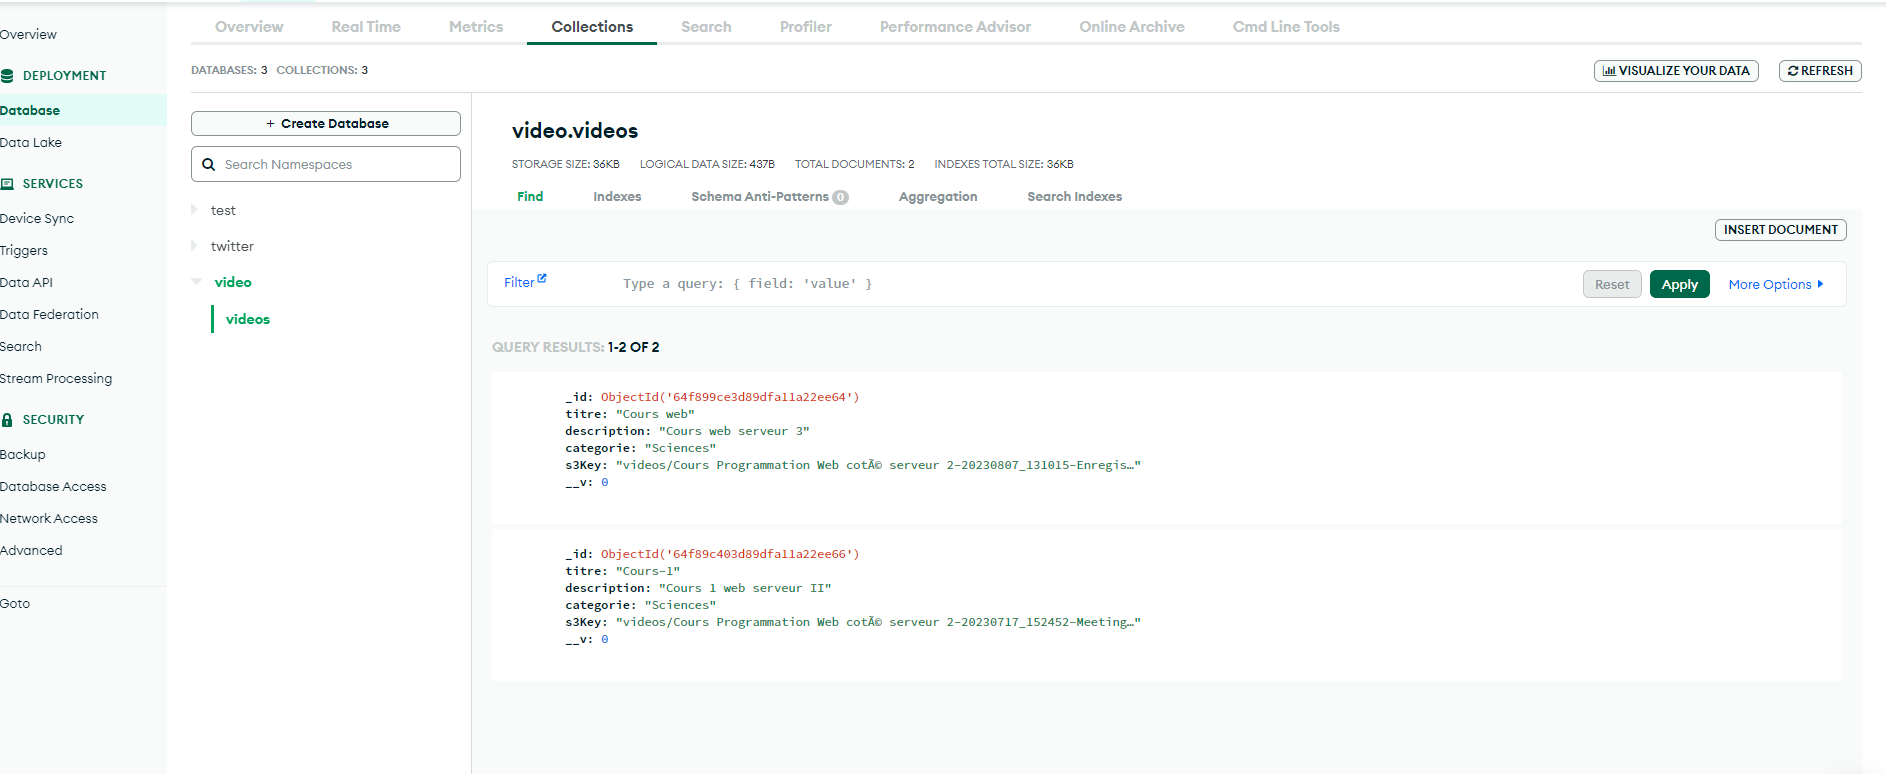 Overview
DEPLOYMENT
Database
Data Lake
SERVICES
Device Sync
Triggers
Data API
Data Federation
Search
Stream Processing
SECURITY
Backup
Database Access
Network Access
Advanced
Goto
Overview Real Time Metrics Collections Search Profiler Performance Advisor Online Archive Cmd Line Tools
DATABASES: 3 COLLECTIONS: 3
VISUALIZE YOUR DATA REFRESH
+ Create Database
Search Namespaces
test
twitter
video
videos
video.videos
STORAGE SIZE: 36KB LOGICAL DATA SIZE: 437B TOTAL DOCUMENTS: 2 INDEXES TOTAL SIZE: 36KB
Find Indexes Schema Anti-Patterns 0 Aggregation Search Indexes
INSERT DOCUMENT
Filter Type a query: { field: 'value' } Reset Apply More Options
QUERY RESULTS: 1-2 OF 2
_id: ObjectId('64f899ce3d89dfa11a22ee64')
titre: "Cours web"
description: "Cours web serveur 3"
categorie: "Sciences"
s3Key: "videos/Cours Programmation Web cotÃ© serveur 2-20230807_131015-Enregis…"
__v: 0
_id: ObjectId('64f89c403d89dfa11a22ee66')
titre: "Cours-1"
description: "Cours 1 web serveur II"
categorie: "Sciences"
s3Key: "videos/Cours Programmation Web cotÃ© serveur 2-20230717_152452-Meeting…"
__v: 0